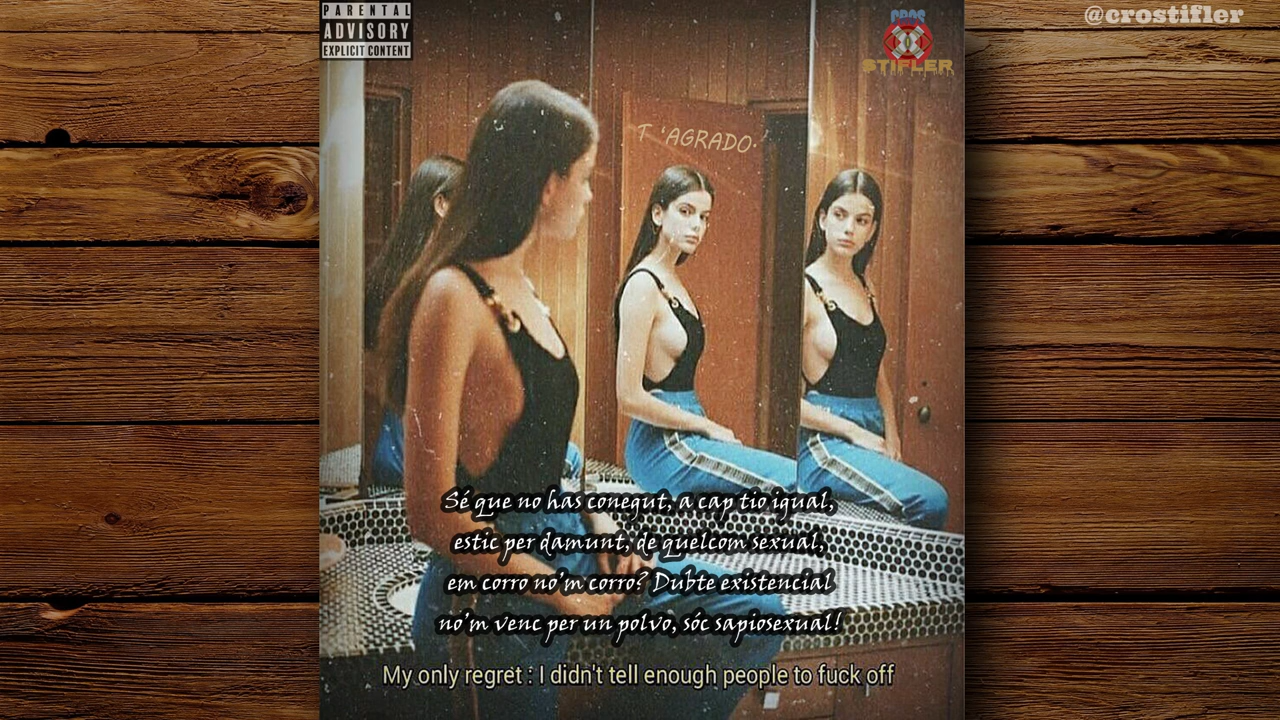 PARENTAL
ADVISORY
EXPLICIT CONTENT
CROS
STIFLER
@crostifler
T 'AGRADO.'
Sé que no has conegut, a cap tio igual,
estic per damunt, de quelcom sexual,
em corro no'm corro? Dubte existencial
no'm venc per un polvo, sóc sapiosexual!
My only regret : I didn't tell enough people to fuck off